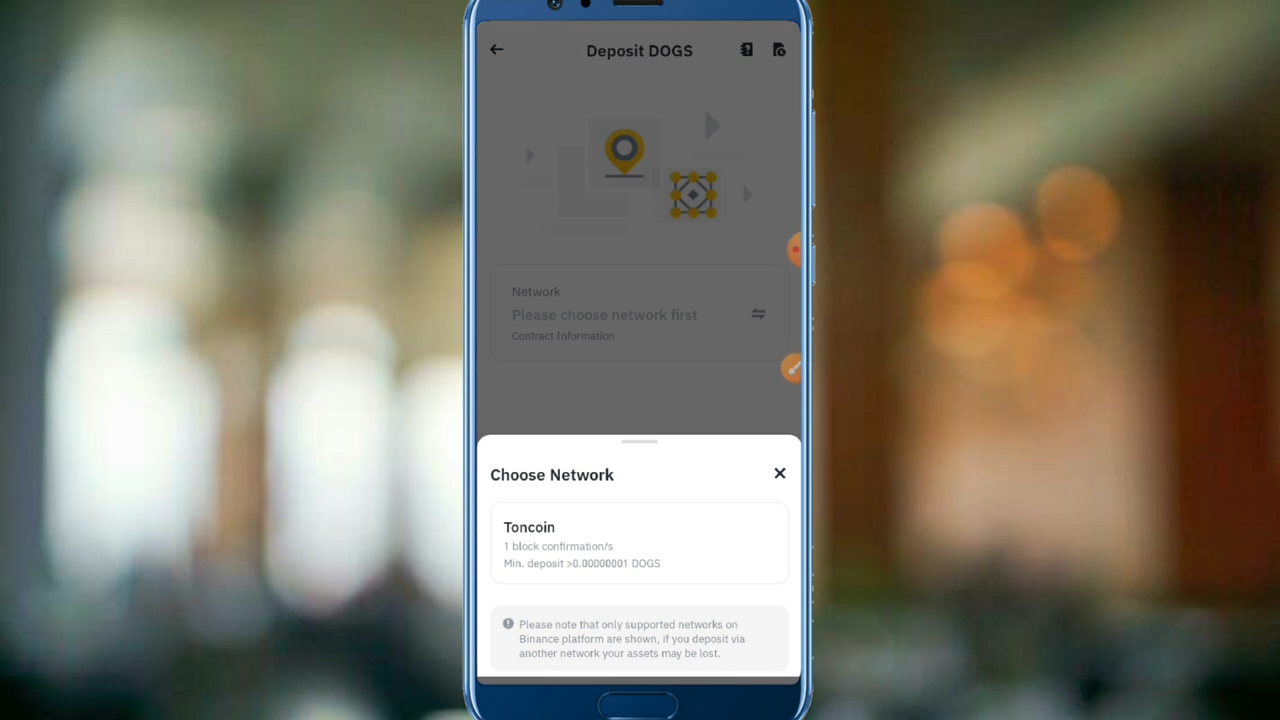 Deposit DOGS
Network
Please choose network first
Contract Information
Choose Network
Toncoin
1 block confirmation/s
Min. deposit >0.00000001 DOGS
Please note that only supported networks on
Binance platform are shown, if you deposit via
another network your assets may be lost.